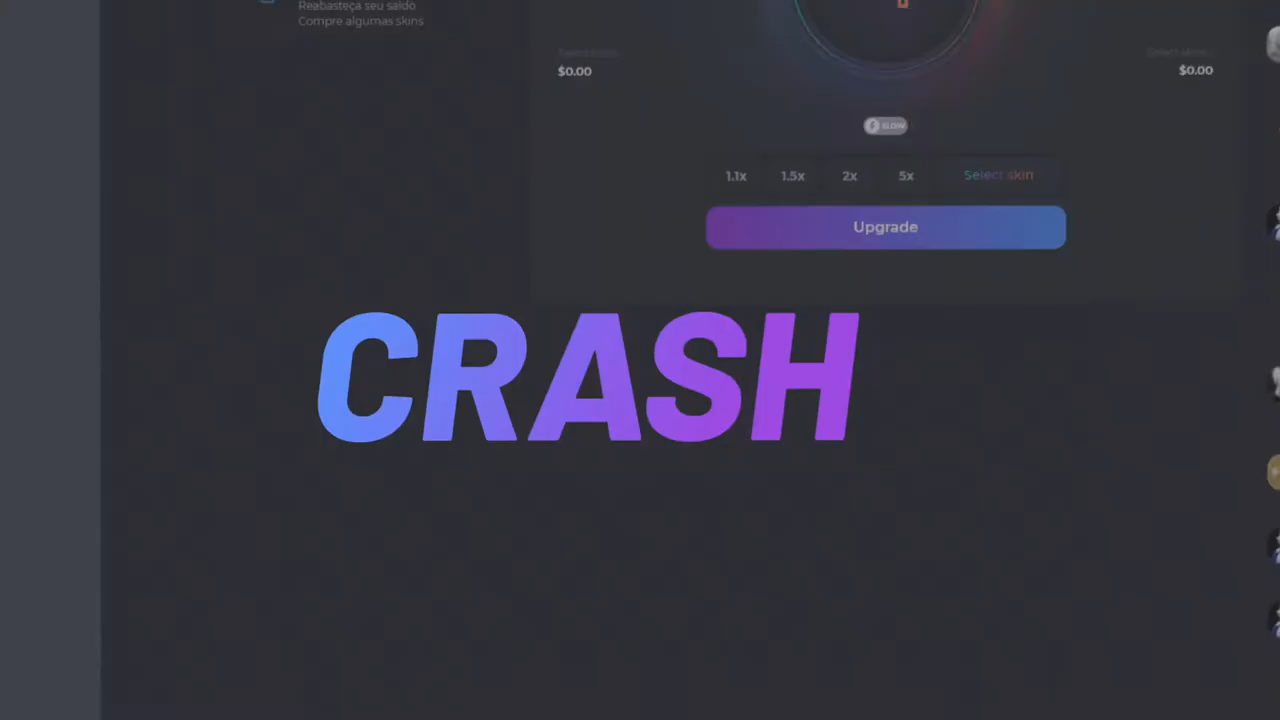 Reabasteça seu saldo
Compre algumas skins
$0.00
$0.00
SLOW
1.1x 1.5x 2x 5x Select skin
Upgrade
CRASH